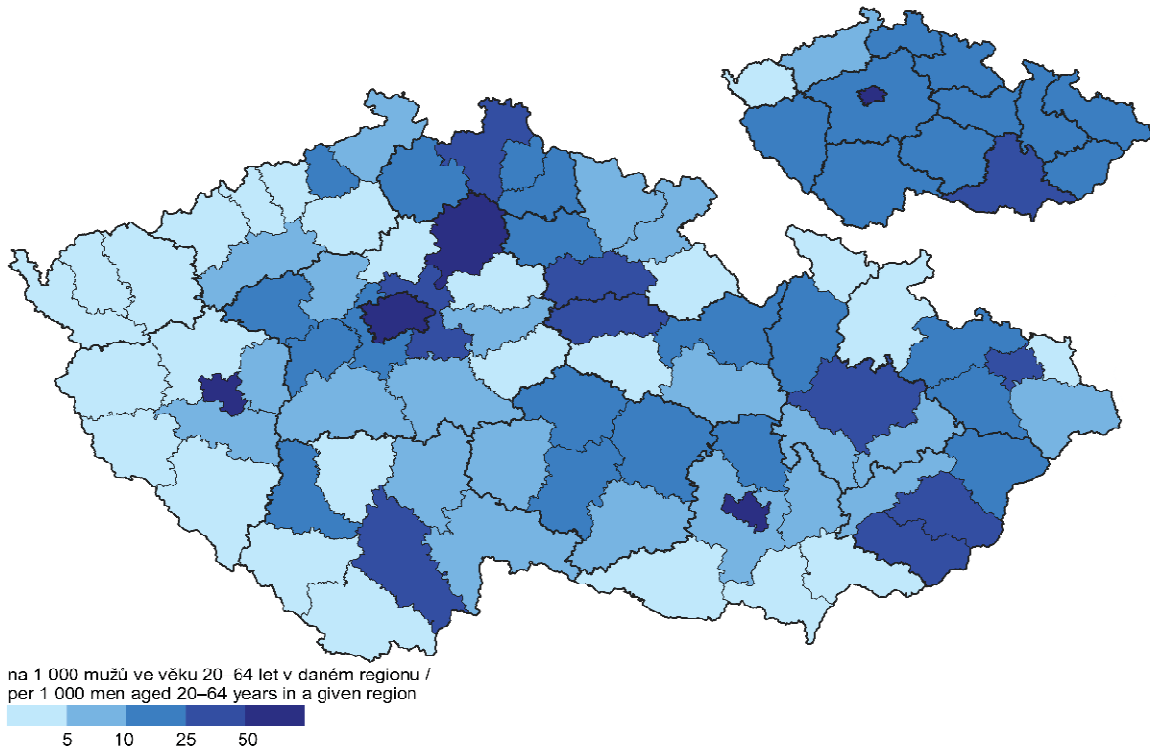 na 1 000 mužů ve věku 20–64 let v daném regionu /
per 1 000 men aged 20–64 years in a given region
5 10 25 50